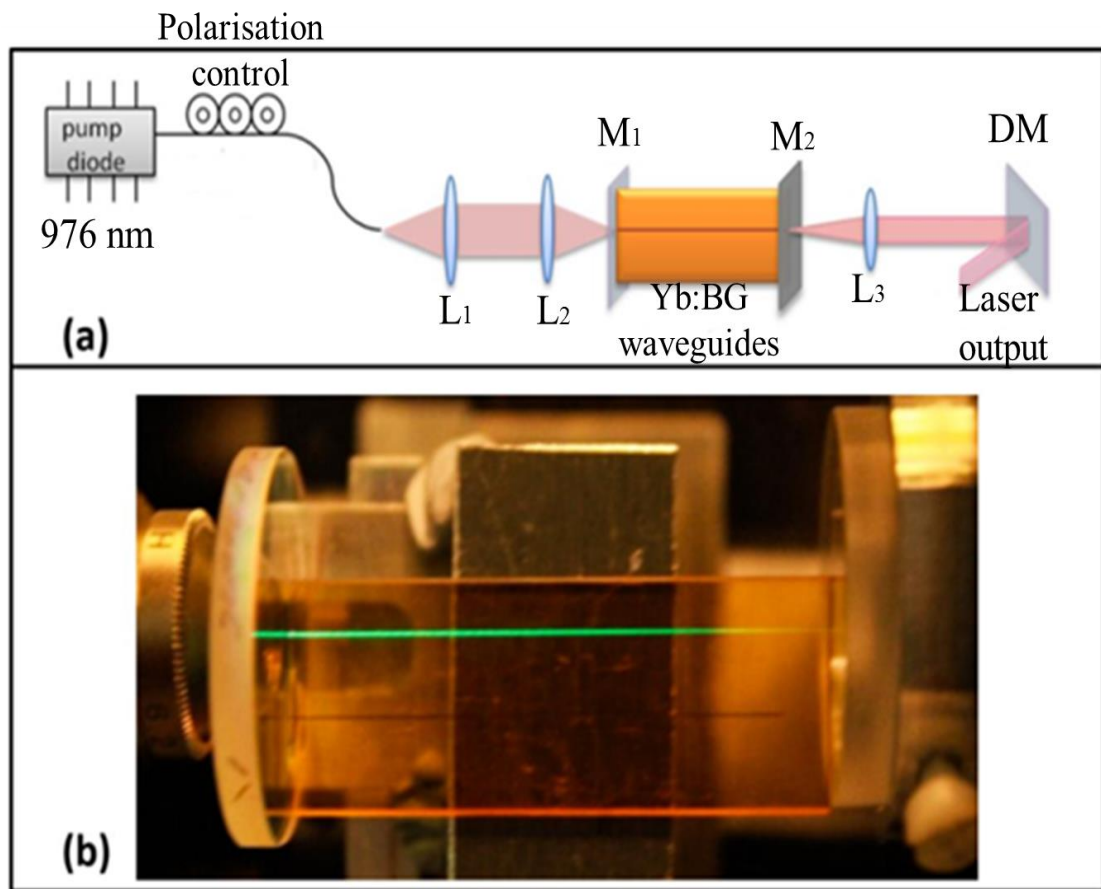 Polarisation
control
pump
diode
976 nm
L1
L2
M1
Yb:BG
waveguides
M2
L3
DM
Laser
output
(a)
(b)